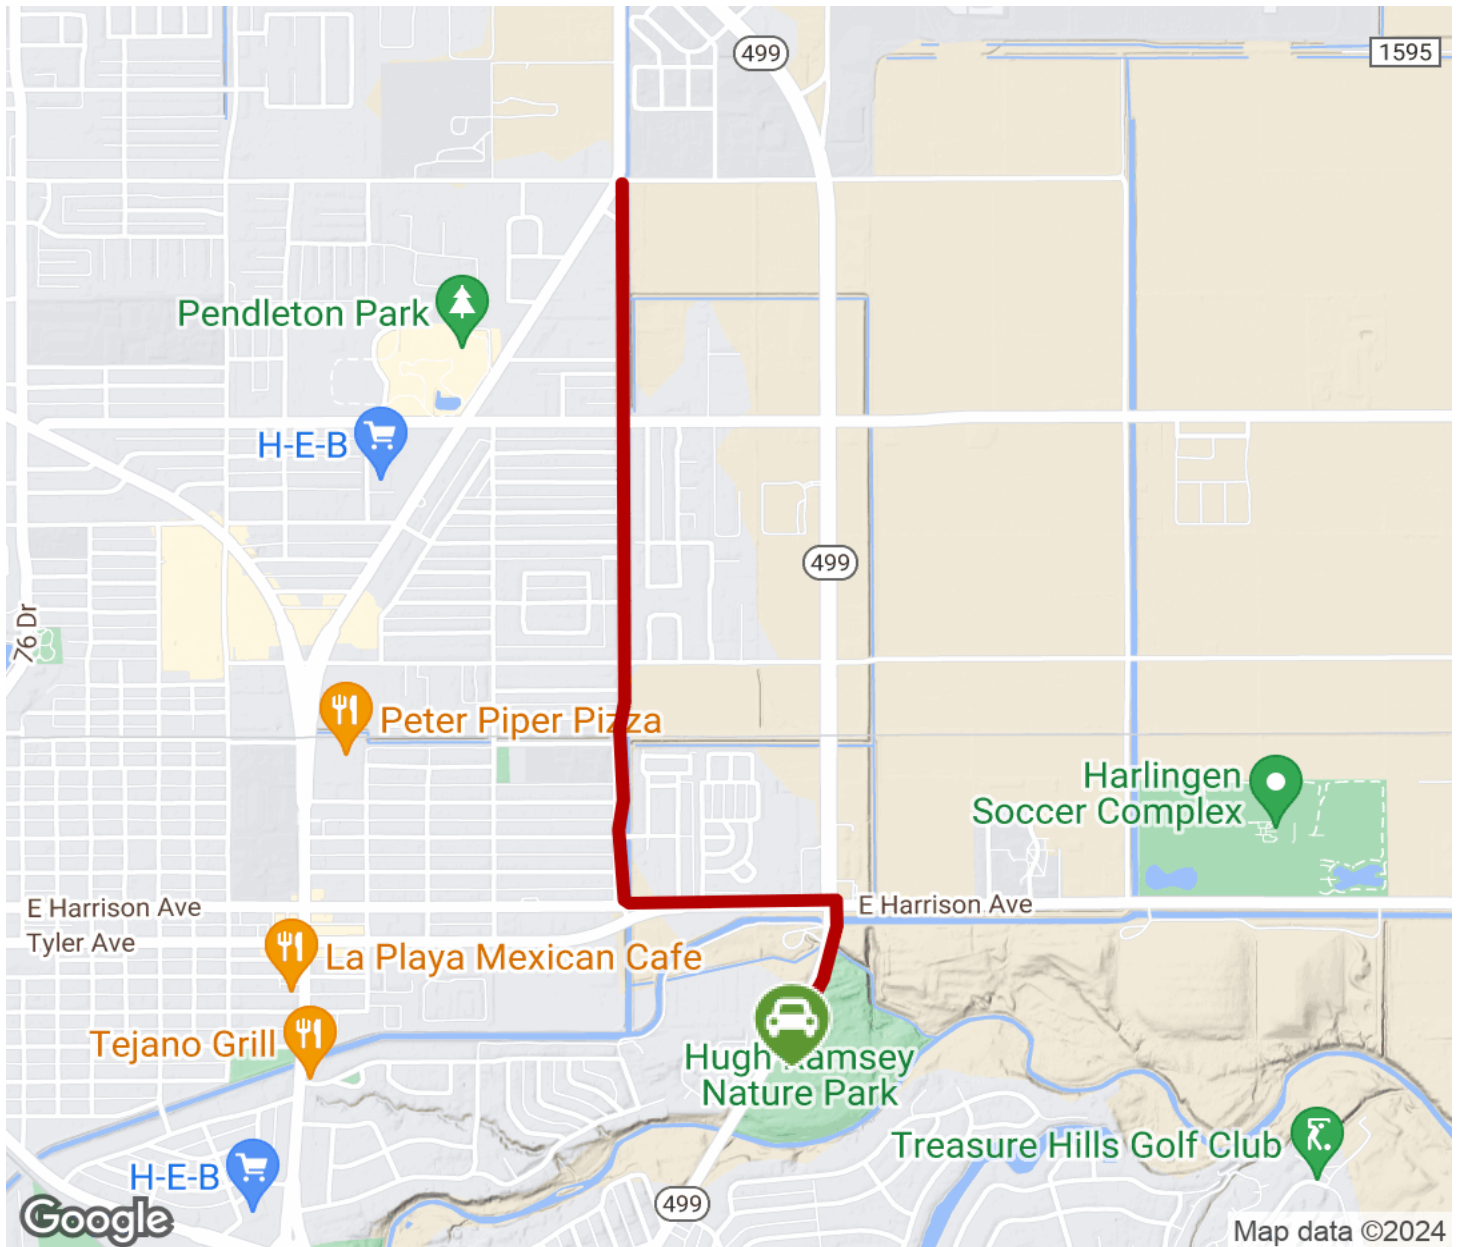 499
1595
Pendleton Park
H-E-B
499
76 Dr
Peter Piper Pizza
Harlingen
Soccer Complex
E Harrison Ave
E Harrison Ave
Tyler Ave
La Playa Mexican Cafe
Tejano Grill
Hugh Ramsey
Nature Park
Treasure Hills Golf Club
H-E-B
499
Google
Map data ©2024